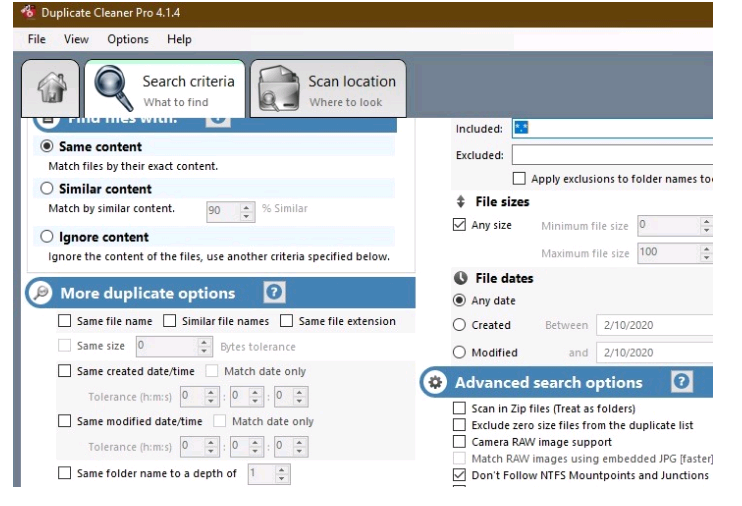 Duplicate Cleaner Pro 4.1.4
File View Options Help
Search criteria
What to find
Scan location
Where to look
Find files with:
Same content
Match files by their exact content.
Similar content
Match by similar content. 90 % Similar
Ignore content
Ignore the content of the files, use another criteria specified below.
More duplicate options ?
Same file name Similar file names Same file extension
Same size 0 Bytes tolerance
Same created date/time Match date only
Tolerance (h:m:s) 0 : 0 : 0
Same modified date/time Match date only
Tolerance (h:m:s) 0 : 0 : 0
Same folder name to a depth of 1
Included: *.*
Excluded:
Apply exclusions to folder names too
File sizes
Any size Minimum file size 0
Maximum file size 100
File dates
Any date
Created Between 2/10/2020
Modified and 2/10/2020
Advanced search options ?
Scan in Zip files (Treat as folders)
Exclude zero size files from the duplicate list
Camera RAW image support
Match RAW images using embedded JPG [faster]
Don't Follow NTFS Mountpoints and Junctions